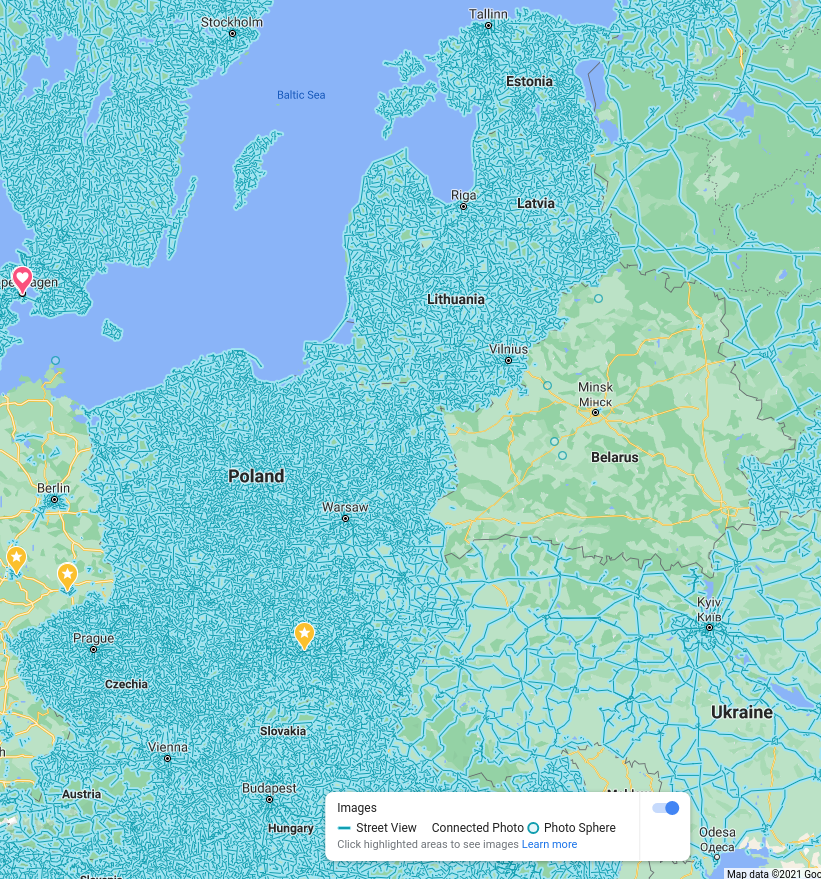 Stockholm
Tallinn
Estonia
Baltic Sea
Riga
Latvia
Lithuania
Vilnius
Minsk
Мінск
Belarus
Poland
Berlin
Warsaw
Kyiv
Київ
Prague
Czechia
Slovakia
Ukraine
Vienna
Austria
Budapest
Hungary
Images
Street View Connected Photo Photo Sphere
Click highlighted areas to see images Learn more
Odesa
Одеса
Map data ©2021 Goo